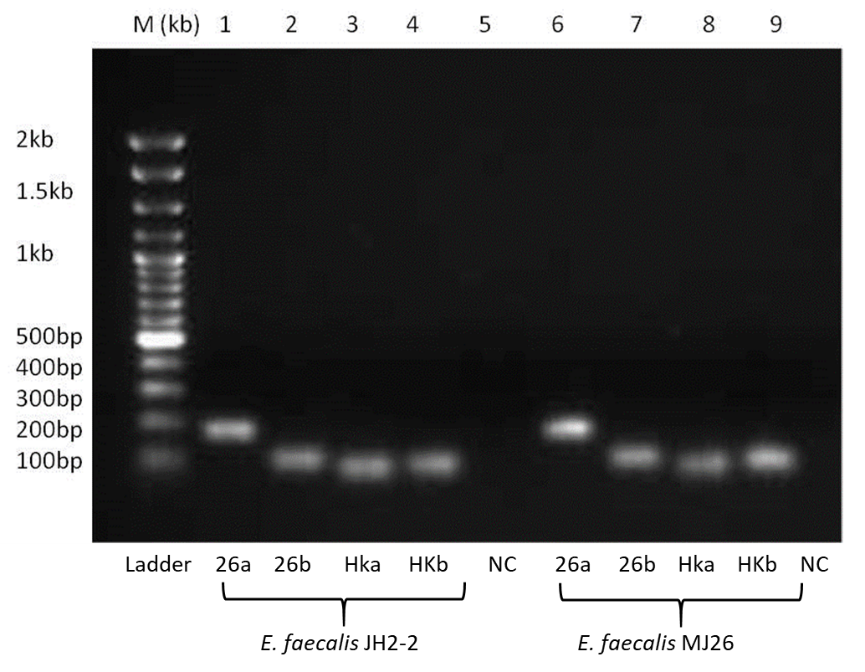 M (kb) 1 2 3 4 5 6 7 8 9
2kb
1.5kb
1kb
500bp
400bp
300bp
200bp
100bp
Ladder 26a 26b Hka HKb NC 26a 26b Hka HKb NC
E. faecalis JH2-2 E. faecalis MJ26